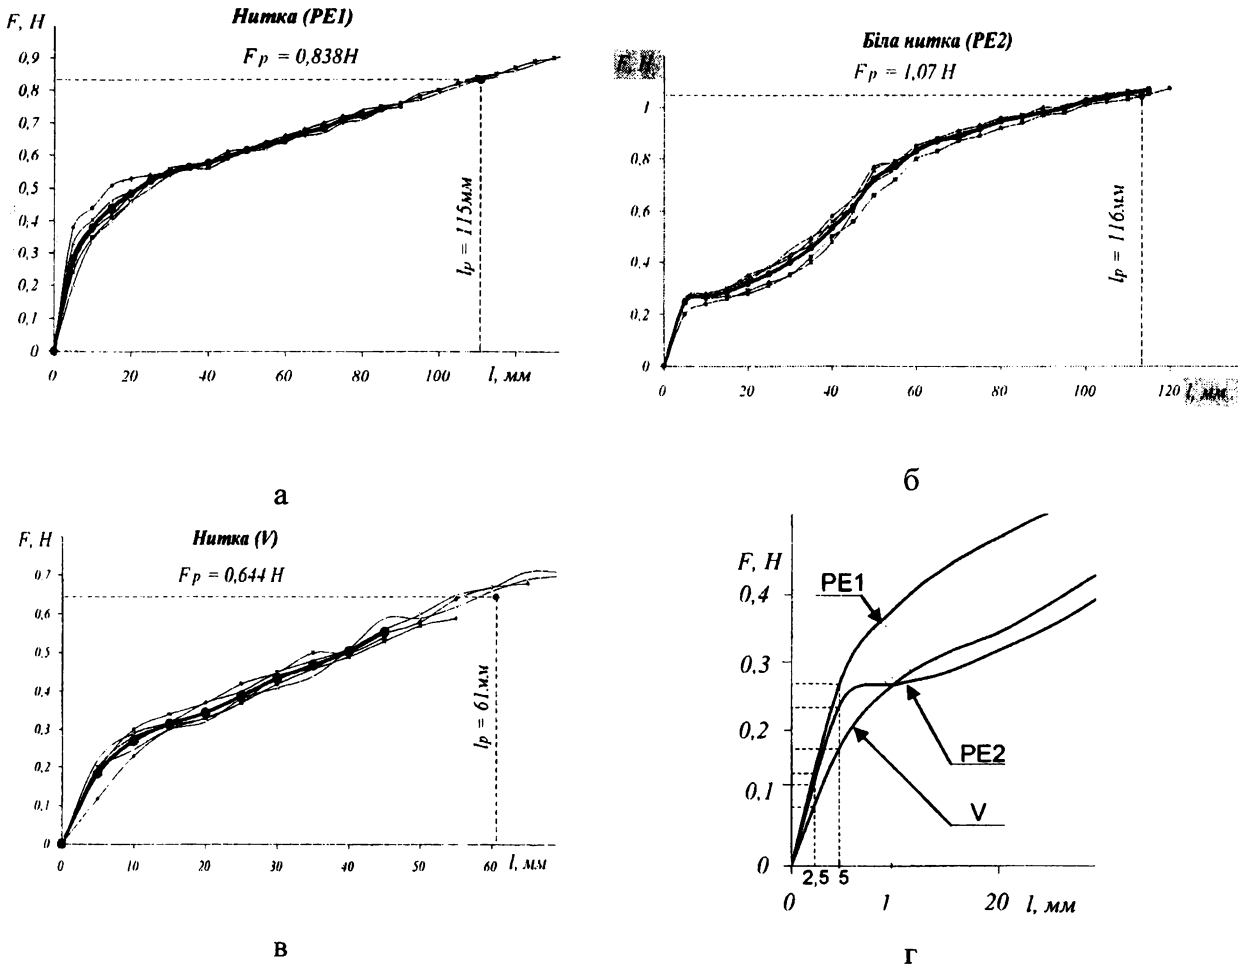 Нитка (PE1)
F, H
Fp = 0,838H
0,9
0,8
0,7
0,6
0,5
0,4
0,3
0,2
0,1
0
lp = 115мм
0 20 40 60 80 100 l, мм
а
Біла нитка (PE2)
F, H
Fp = 1,07 H
1
0,8
0,6
0,4
0,2
0
lp = 116мм
0 20 40 60 80 100 120 l, мм
б
Нитка (V)
F, H
Fp = 0,644 H
0,7
0,6
0,5
0,4
0,3
0,2
0,1
0
lp = 61мм
0 10 20 30 40 50 60 l, мм
в
F, H
0,4
0,3
0,2
0,1
0
PE1
PE2
V
2,5 5
0 1 20 l, мм
г